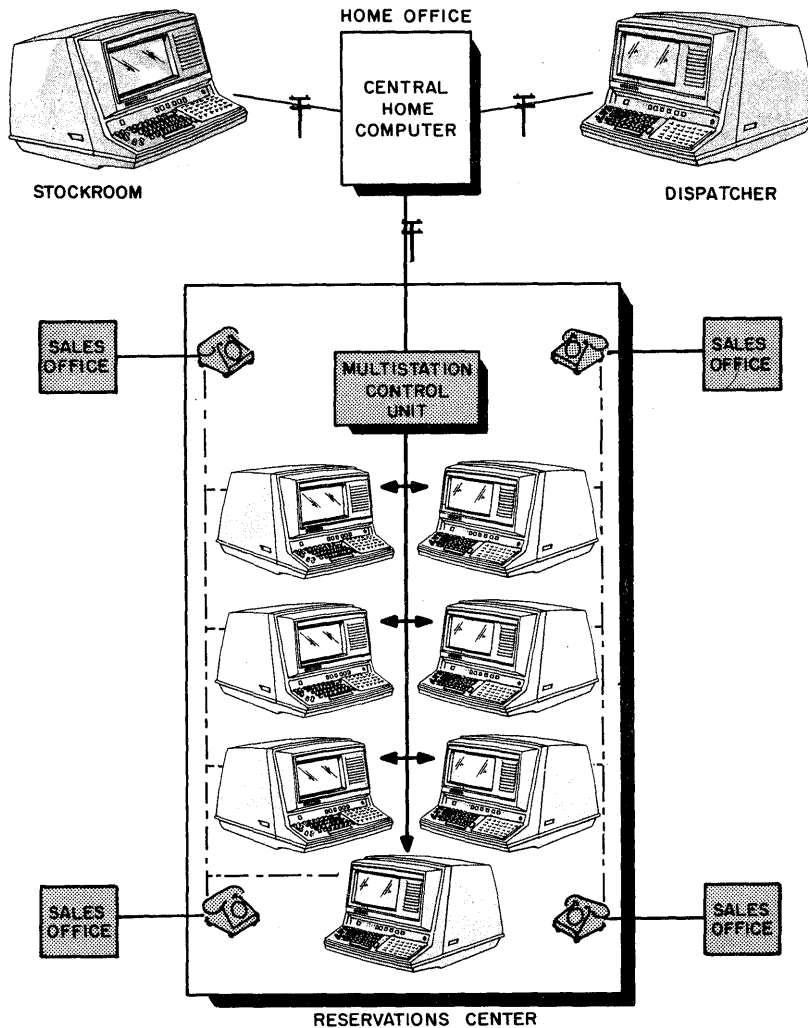 HOME OFFICE
CENTRAL
HOME
COMPUTER
STOCKROOM
DISPATCHER
SALES
OFFICE
SALES
OFFICE
MULTISTATION
CONTROL
UNIT
SALES
OFFICE
SALES
OFFICE
RESERVATIONS CENTER